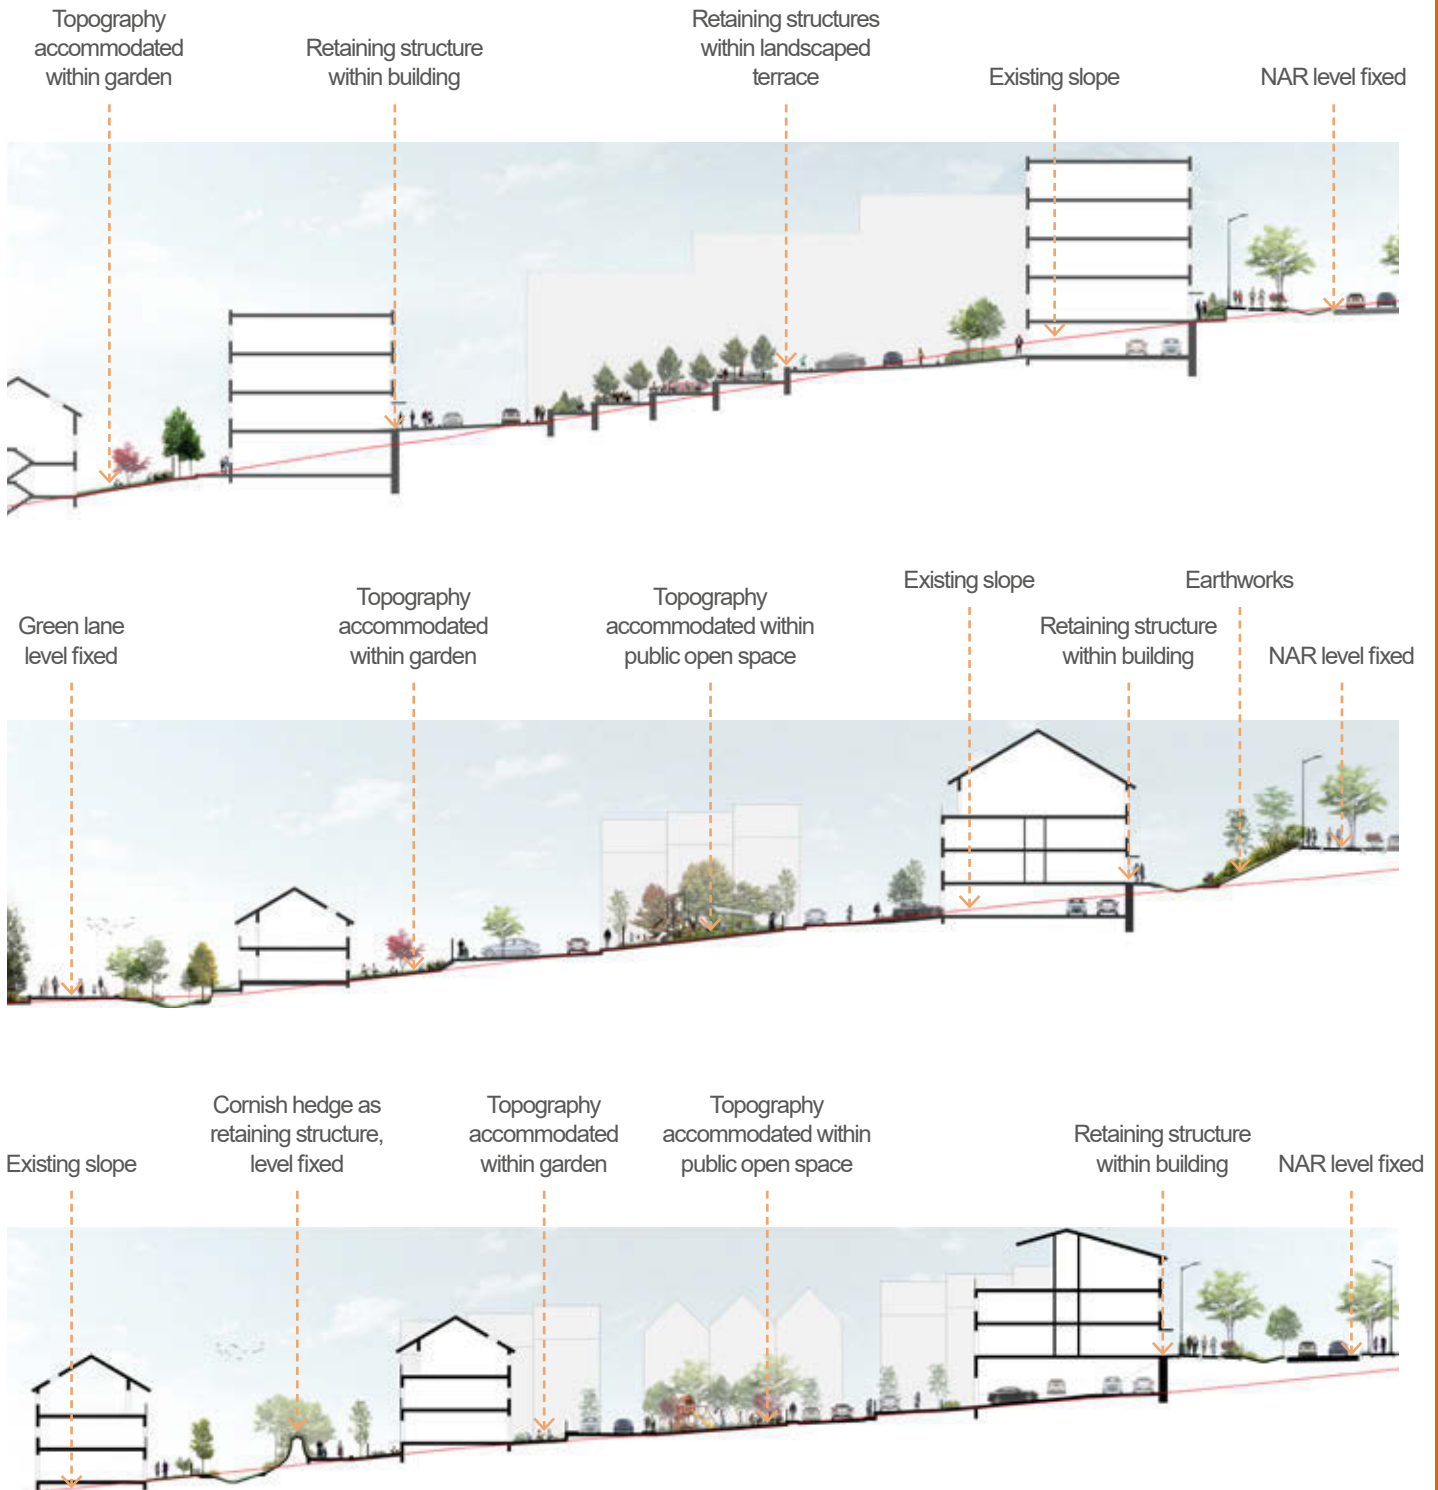 Topography
accommodated
within garden
Retaining structure
within building
Retaining structures
within landscaped
terrace
Existing slope
NAR level fixed
Green lane
level fixed
Topography
accommodated
within garden
Topography
accommodated within
public open space
Existing slope
Retaining structure
within building
Earthworks
NAR level fixed
Existing slope
Cornish hedge as
retaining structure,
level fixed
Topography
accommodated
within garden
Topography
accommodated within
public open space
Retaining structure
within building
NAR level fixed